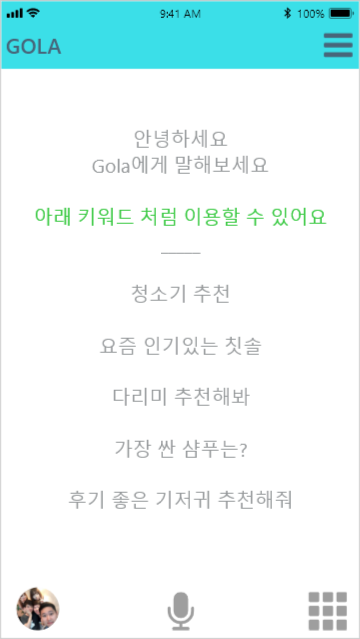 9:41 AM
100%
GOLA
안녕하세요
Gola에게 말해보세요
아래 키워드 처럼 이용할 수 있어요
청소기 추천
요즘 인기있는 칫솔
다리미 추천해봐
가장 싼 샴푸는?
후기 좋은 기저귀 추천해줘